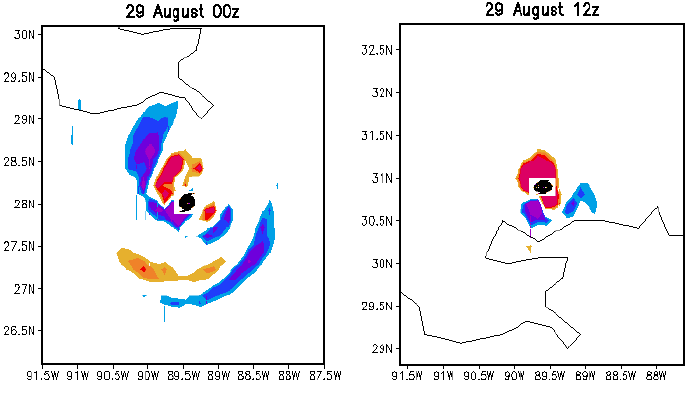 29 August 00z
30N
29.5N
29N
28.5N
28N
27.5N
27N
26.5N
91.5W 91W 90.5W 90W 89.5W 89W 88.5W 88W 87.5W
29 August 12z
32.5N
32N
31.5N
31N
30.5N
30N
29.5N
29N
91.5W 91W 90.5W 90W 89.5W 89W 88.5W 88W